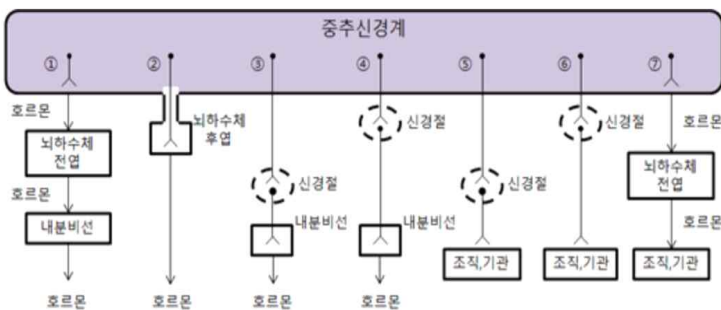 중추신경계
① ② ③ ④ ⑤ ⑥ ⑦
호르몬
뇌하수체
전엽
호르몬
내분비선
호르몬
뇌하수체
후엽
호르몬
신경절
내분비선
호르몬
신경절
내분비선
호르몬
신경절
조직,기관
신경절
조직,기관
호르몬
뇌하수체
전엽
호르몬
조직,기관